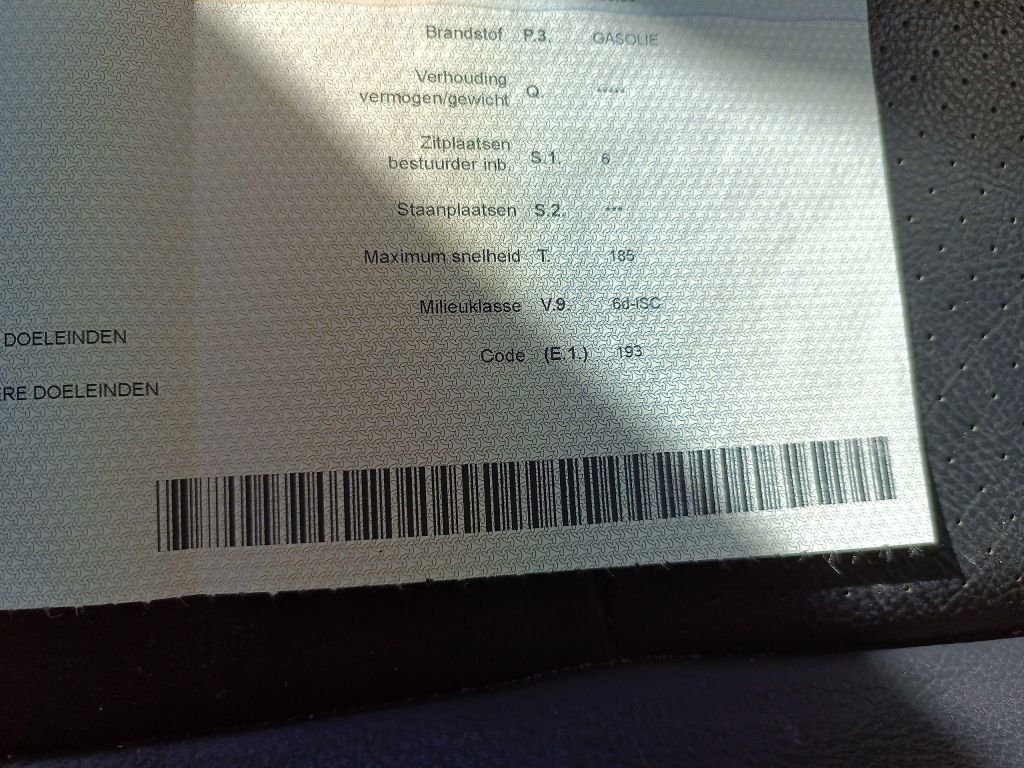 Brandstof P.3. GASOLIE
Verhouding
vermogen/gewicht Q. *****
Zitplaatsen
bestuurder inb. S.1. 6
Staanplaatsen S.2. ***
Maximum snelheid T. 185
Milieuklasse V.9. 6d-ISC
DOELEINDEN
Code (E.1.) 193
ERE DOELEINDEN